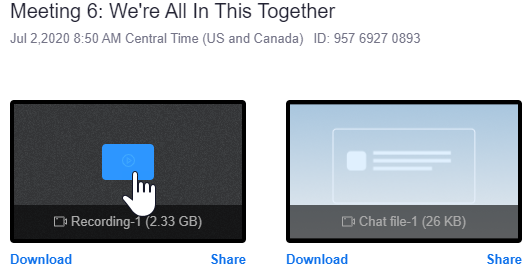 Meeting 6: We're All In This Together
Jul 2,2020 8:50 AM Central Time (US and Canada) ID: 957 6927 0893
Recording-1 (2.33 GB)
Chat file-1 (26 KB)
Download Share
Download Share